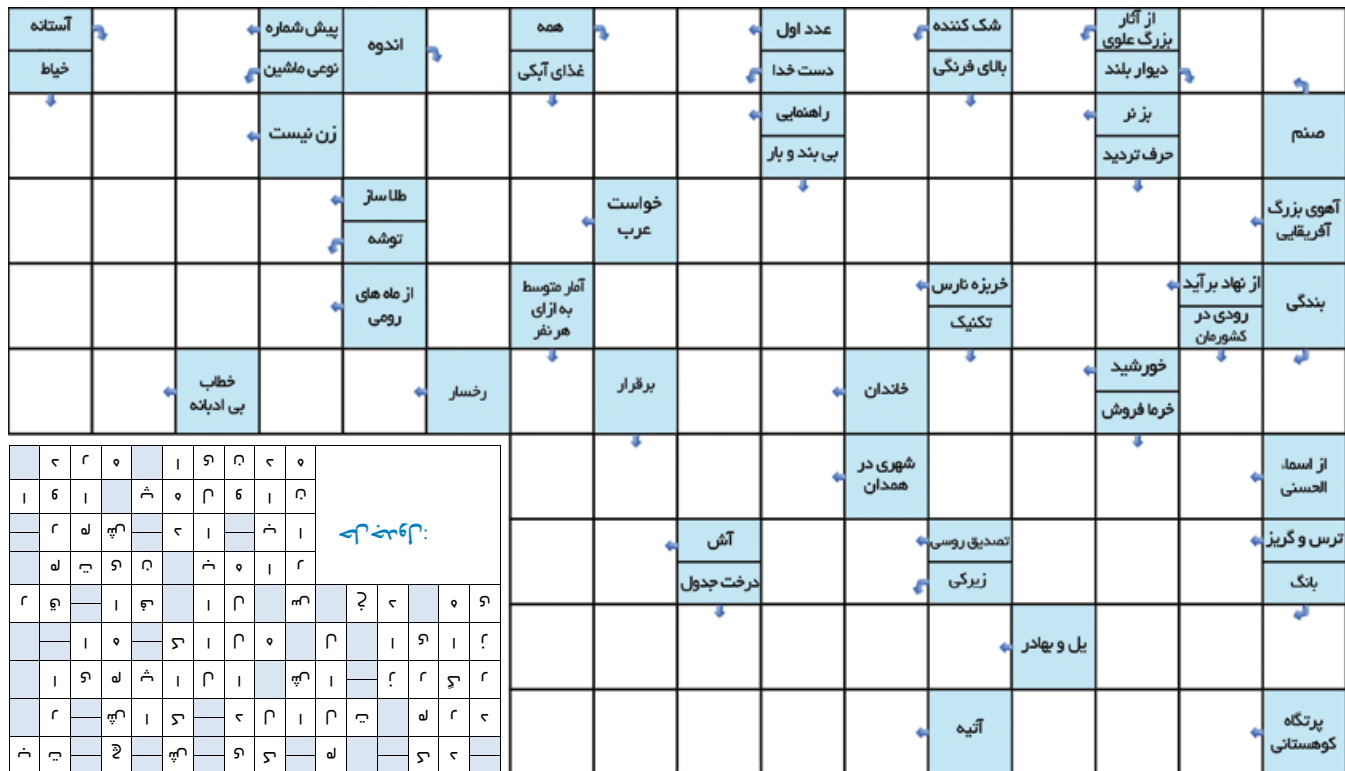 از آثار
بزرگ علوی
دیوار بلند
شک کننده
بالای فرنگی
عدد اول
دست خدا
همه
غذای آبکی
اندوه
پیش شماره
نوعی ماشین
آستانه
خیاط
صنم
بز نر
حرف تردید
راهنمایی
بی بند و بار
زن نیست
آهوی بزرگ
آفریقایی
خواست
عرب
طلا ساز
توشه
بندگی
از نهاد برآید
رودی در
کشورمان
خربزه نارس
تکنیک
آمار متوسط
به ازای
هر نفر
از ماه های
رومی
خورشید
خرما فروش
خاندان
برقرار
رخسار
خطاب
بی ادبانه
از اسماء
الحسنی
شهری در
همدان
ترس و گریز
بانگ
تصدیق روسی
زیرکی
آش
درخت جدول
یل و بهادر
پرتگاه
کوهستانی
آتیه
حل جدول:
ب ت ج ش ی ک م ک د
ر ش ا ک د ل ا ل ت م ر د
ا ی م پ ا ل ا ش ا ز ر گ ر
ا ه ک ا ل ه ل ا ی ا ز
ر ق ا ف ا ل س خ د ه ی
م ت ی ن ب ه ا ر
ر م ش د ا ب ا
ا و ا پ ه ل و ا ن
د ر ه ا ی ن د ه